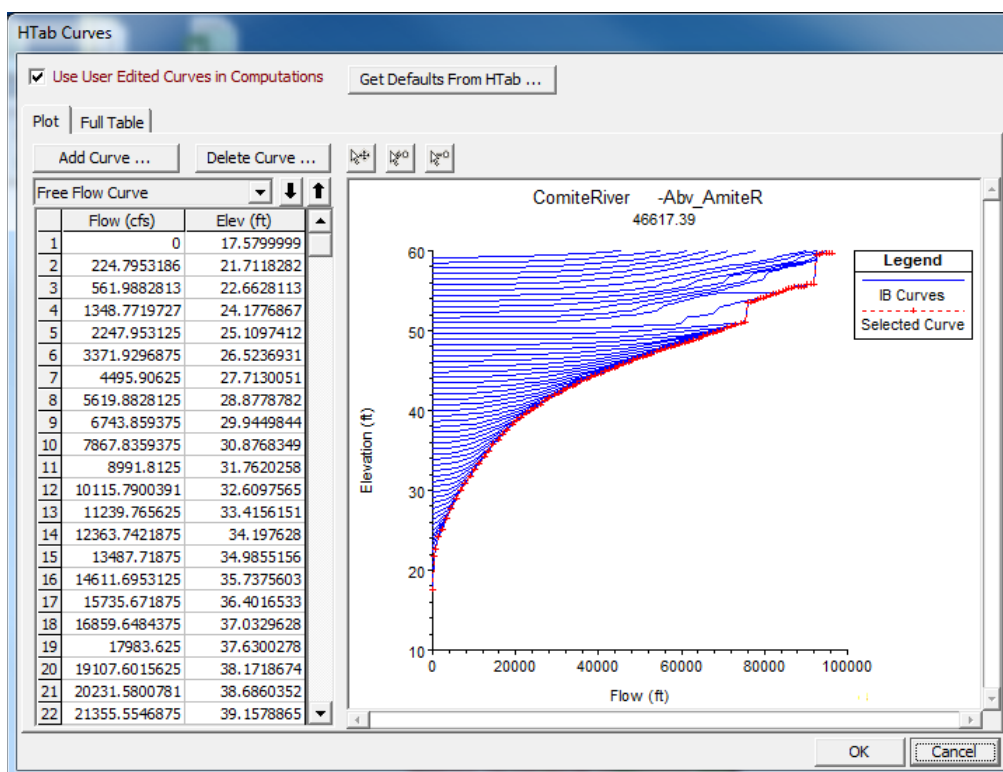 HTab Curves
Use User Edited Curves in Computations
Get Defaults From HTab ...
Plot
Full Table
Add Curve ...
Delete Curve ...
Free Flow Curve
Flow (cfs) Elev (ft)
1 0 17.5799999
2 224.7953186 21.7118282
3 561.9882813 22.6628113
4 1348.7719727 24.1776867
5 2247.953125 25.1097412
6 3371.9296875 26.5236931
7 4495.90625 27.7130051
8 5619.8828125 28.8778782
9 6743.859375 29.9449844
10 7867.8359375 30.8768349
11 8991.8125 31.7620258
12 10115.7900391 32.6097565
13 11239.765625 33.4156151
14 12363.7421875 34.197628
15 13487.71875 34.9855156
16 14611.6953125 35.7375603
17 15735.671875 36.4016533
18 16859.6484375 37.0329628
19 17983.625 37.6300278
20 19107.6015625 38.1718674
21 20231.5800781 38.6860352
22 21355.5546875 39.1578865
ComiteRiver -Abv_AmiteR
46617.39
60
50
40
30
20
10
Elevation (ft)
0 20000 40000 60000 80000 100000
Flow (ft)
Legend
IB Curves
Selected Curve
OK
Cancel